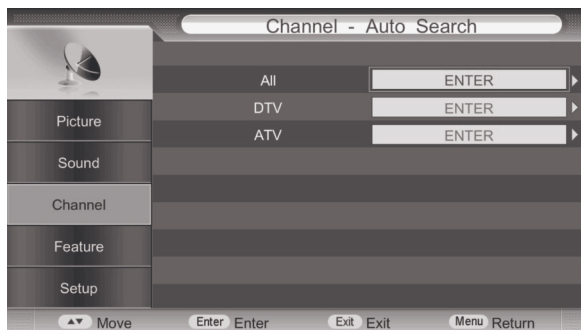 Channel - Auto Search
All ENTER
DTV ENTER
ATV ENTER
Picture
Sound
Channel
Feature
Setup
▲▼ Move Enter Enter Exit Exit Menu Return